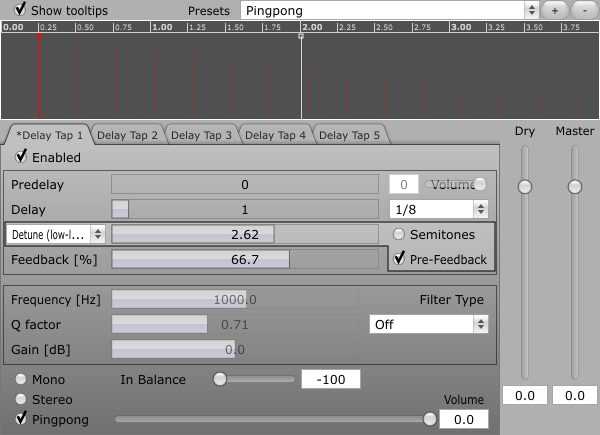 Show tooltips Presets Pingpong + -
0.00 0.25 0.50 0.75 1.00 1.25 1.50 1.75 2.00 2.25 2.50 2.75 3.00 3.25 3.50 3.75
*Delay Tap 1 Delay Tap 2 Delay Tap 3 Delay Tap 4 Delay Tap 5 Dry Master
Enabled
Predelay 0 0 Volume
Delay 1 1/8
Detune (low-l... 2.62 Semitones
Feedback [%] 66.7 Pre-Feedback
Frequency [Hz] 1000.0 Filter Type
Q factor 0.71 Off
Gain [dB] 0.0
Mono In Balance -100
Stereo Volume 0.0 0.0
Pingpong 0.0